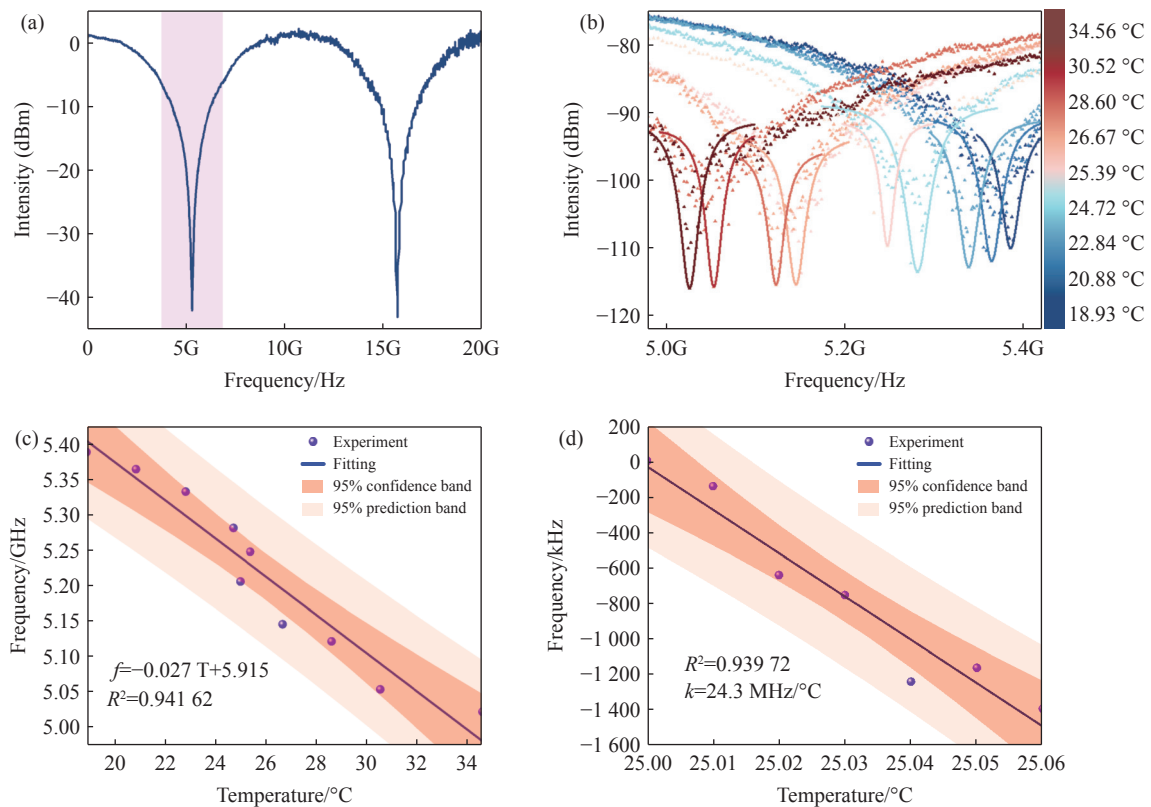 (a)
0
−10
−20
−30
−40
Intensity (dBm)
0
5G
10G
15G
20G
Frequency/Hz
(b)
−80
−90
−100
−110
−120
Intensity (dBm)
5.0G
5.2G
5.4G
Frequency/Hz
34.56 °C
30.52 °C
28.60 °C
26.67 °C
25.39 °C
24.72 °C
22.84 °C
20.88 °C
18.93 °C
(c)
5.40
5.35
5.30
5.25
5.20
5.15
5.10
5.05
5.00
Frequency/GHz
Experiment
Fitting
95% confidence band
95% prediction band
f=−0.027 T+5.915
R²=0.941 62
20
22
24
26
28
30
32
34
Temperature/°C
(d)
200
0
−200
−400
−600
−800
−1 000
−1 200
−1 400
−1 600
Frequency/kHz
Experiment
Fitting
95% confidence band
95% prediction band
R²=0.939 72
k=24.3 MHz/°C
25.00
25.01
25.02
25.03
25.04
25.05
25.06
Temperature/°C